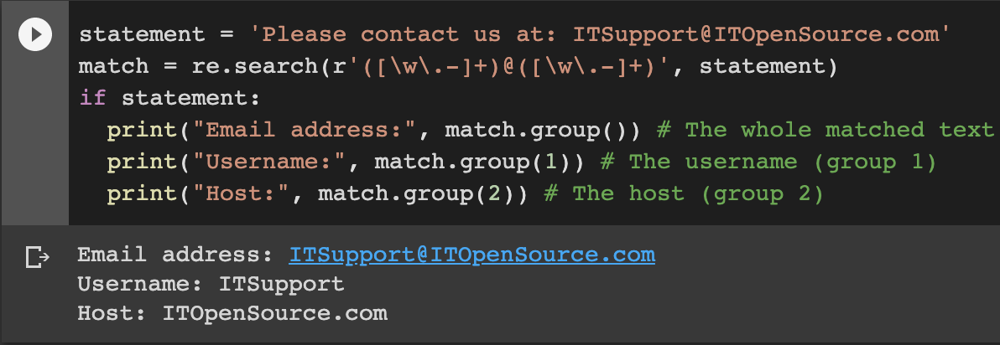 statement = 'Please contact us at: ITSupport@ITOpenSource.com'
match = re.search(r'([\w\.-]+)@([\w\.-]+)', statement)
if statement:
  print("Email address:", match.group()) # The whole matched text
  print("Username:", match.group(1)) # The username (group 1)
  print("Host:", match.group(2)) # The host (group 2)
Email address: ITSupport@ITOpenSource.com
Username: ITSupport
Host: ITOpenSource.com